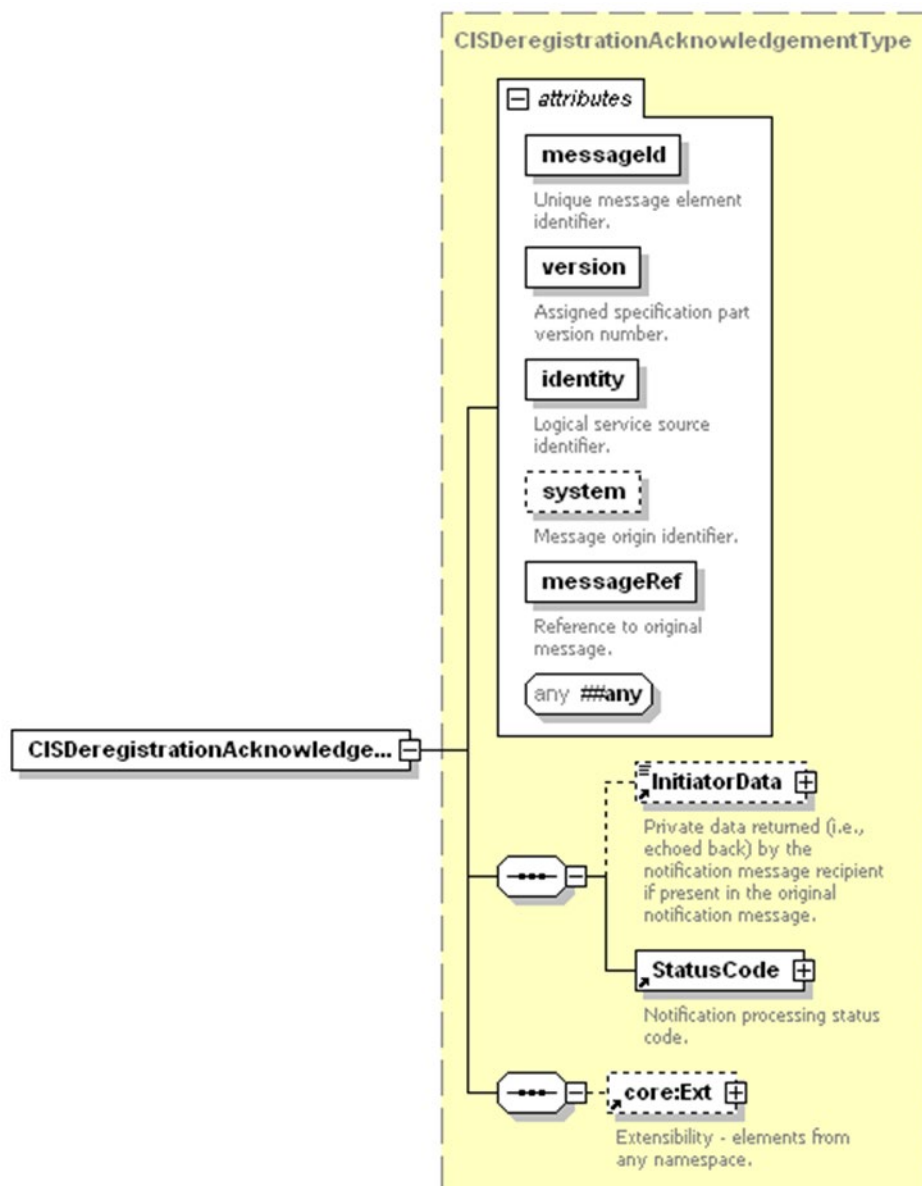 CISDeregistrationAcknowledgementType
attributes
messageId
Unique message element
identifier.
version
Assigned specification part
version number.
identity
Logical service source
identifier.
system
Message origin identifier.
messageRef
Reference to original
message.
any ##any
CISDeregistrationAcknowledge...
InitiatorData
Private data returned (i.e.,
echoed back) by the
notification message recipient
if present in the original
notification message.
StatusCode
Notification processing status
code.
core:Ext
Extensibility - elements from
any namespace.